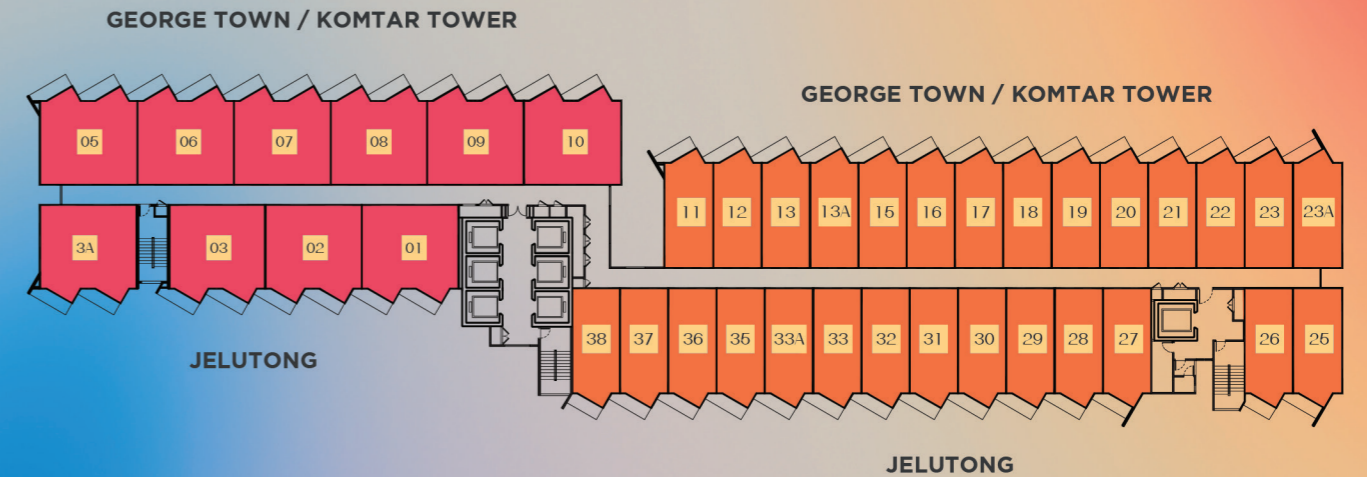 GEORGE TOWN / KOMTAR TOWER
GEORGE TOWN / KOMTAR TOWER
05 06 07 08 09 10
11 12 13 13A 15 16 17 18 19 20 21 22 23 23A
3A 03 02 01
38 37 36 35 33A 33 32 31 30 29 28 27 26 25
JELUTONG
JELUTONG